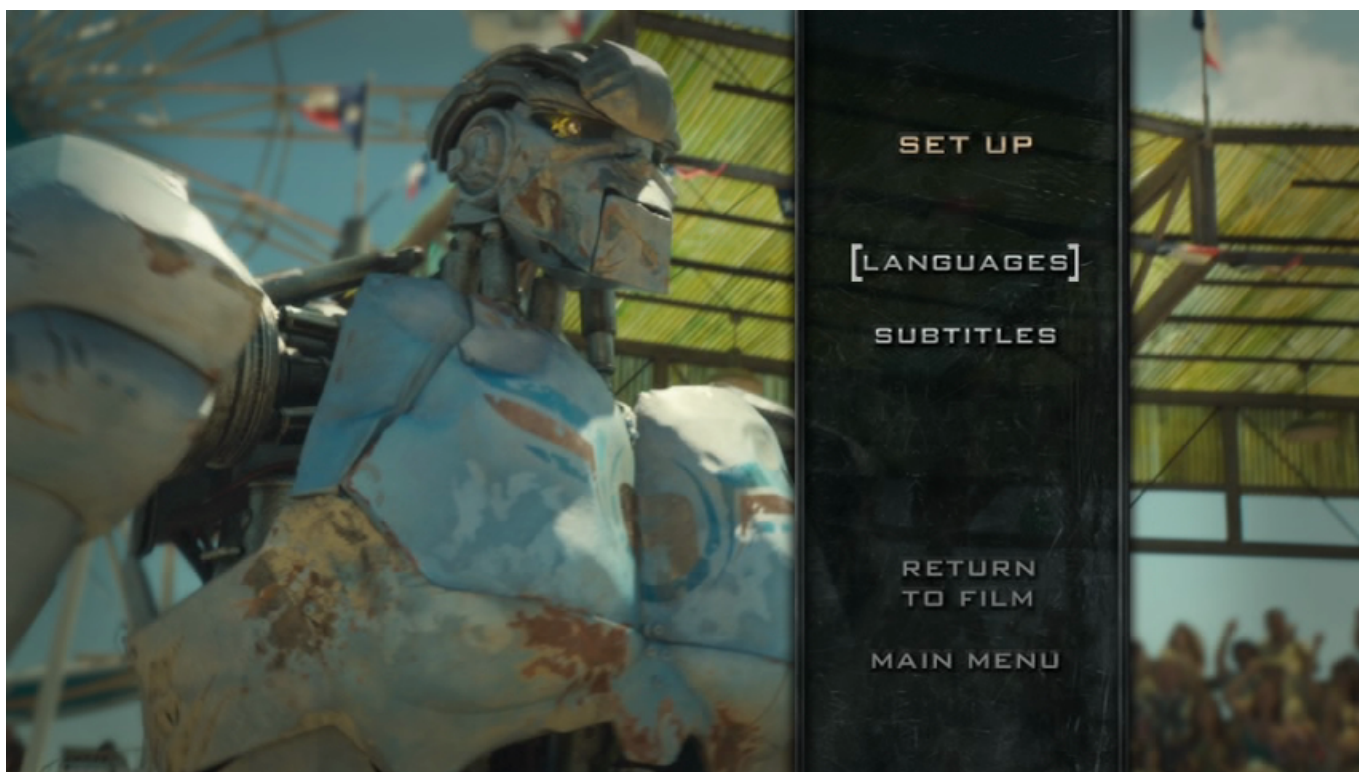 SET UP
[LANGUAGES]
SUBTITLES
RETURN
TO FILM
MAIN MENU